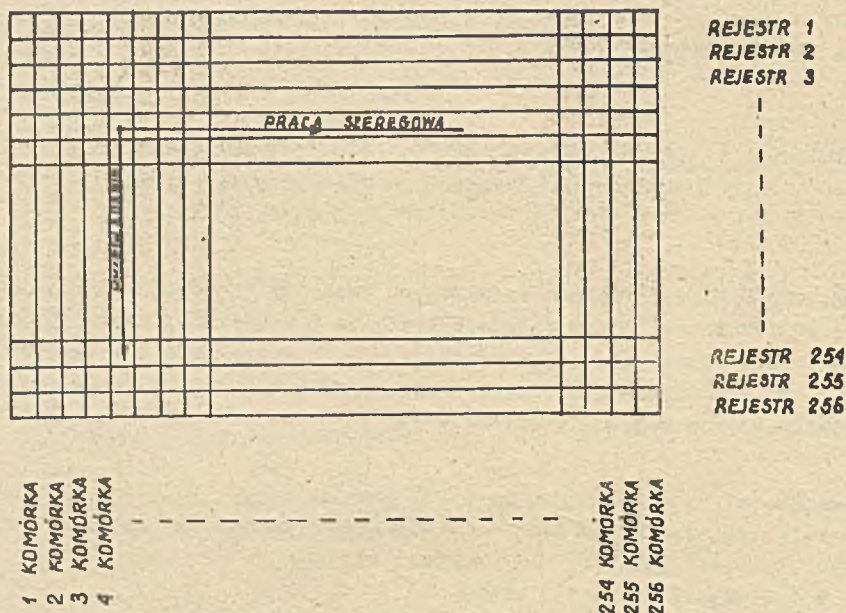 REJESTR 1
REJESTR 2
REJESTR 3
PRACA SZEREGOWA
REJESTR 254
REJESTR 255
REJESTR 256
1 KOMÓRKA
2 KOMÓRKA
3 KOMÓRKA
4 KOMÓRKA
254 KOMÓRKA
255 KOMÓRKA
256 KOMÓRKA